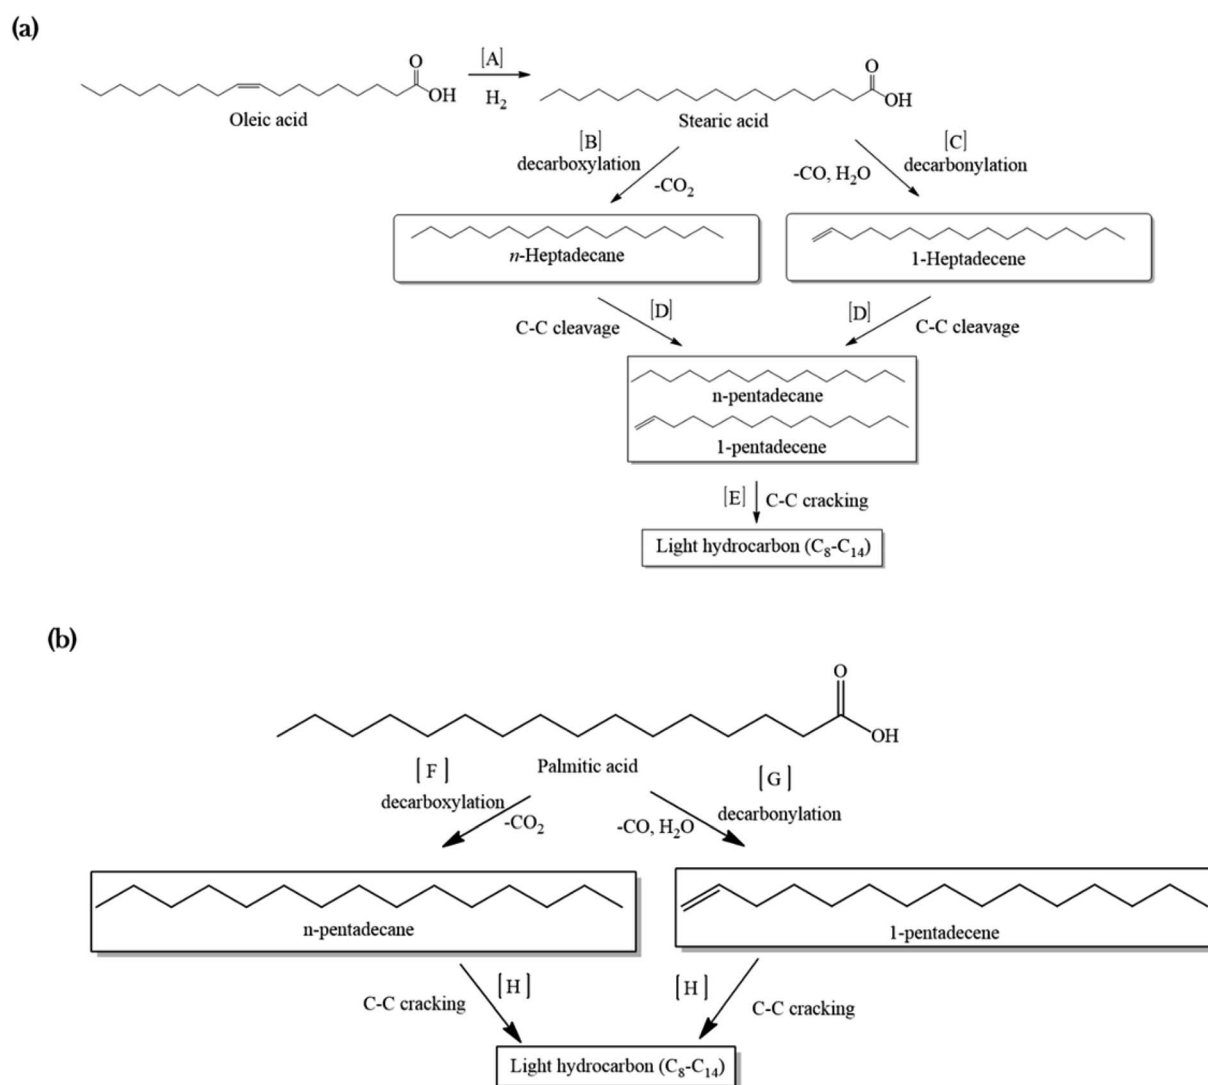 (a)
O
OH
Oleic acid
[A]
H2
O
OH
Stearic acid
[B]
decarboxylation
-CO2
[C]
decarbonylation
-CO, H2O
n-Heptadecane
1-Heptadecene
[D]
C-C cleavage
[D]
C-C cleavage
n-pentadecane
1-pentadecene
[E]
C-C cracking
Light hydrocarbon (C8-C14)
(b)
O
OH
Palmitic acid
[ F ]
decarboxylation
-CO2
[ G ]
decarbonylation
-CO, H2O
n-pentadecane
1-pentadecene
[ H ]
C-C cracking
[ H ]
C-C cracking
Light hydrocarbon (C8-C14)